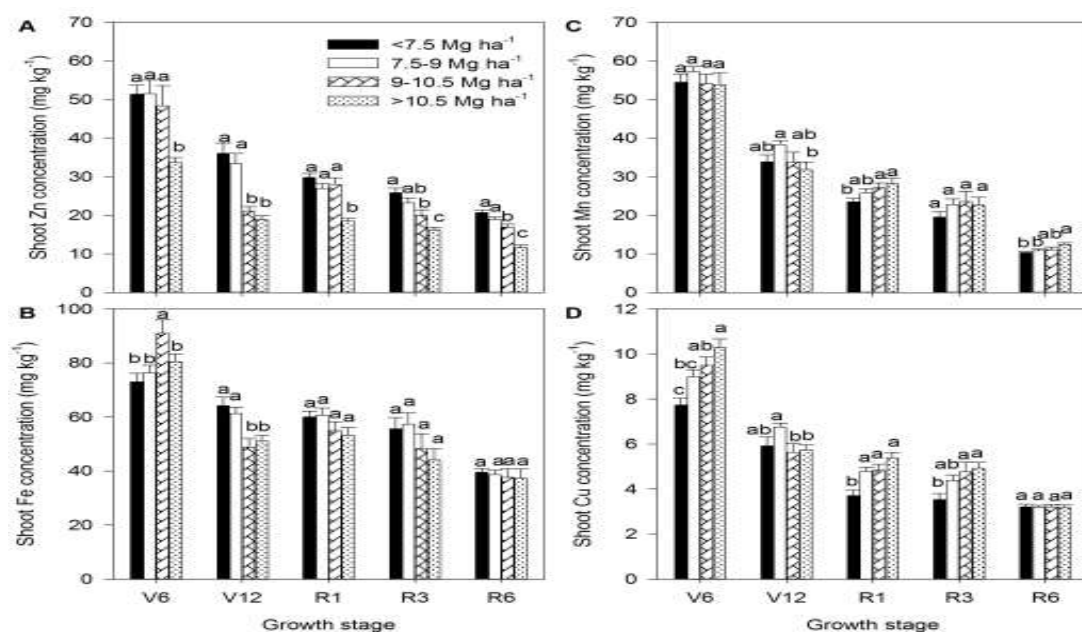 A
Shoot Zn concentration (mg kg⁻¹)
70
60
50
40
30
20
10
0
<7.5 Mg ha⁻¹
7.5-9 Mg ha⁻¹
9-10.5 Mg ha⁻¹
>10.5 Mg ha⁻¹
a a a b
a a b b
a a a b
a ab b c
a a b c
C
Shoot Mn concentration (mg kg⁻¹)
70
60
50
40
30
20
10
0
a a a a
ab a ab b
b ab a a
a a a a
b b ab a
B
Shoot Fe concentration (mg kg⁻¹)
100
80
60
40
20
0
b b a b
a a b b
a a a a
a a a a
a a a a
V6 V12 R1 R3 R6
Growth stage
D
Shoot Cu concentration (mg kg⁻¹)
12
10
8
6
4
2
0
c bc ab a
ab a b b
b a a a
b ab a a
a a a a
V6 V12 R1 R3 R6
Growth stage